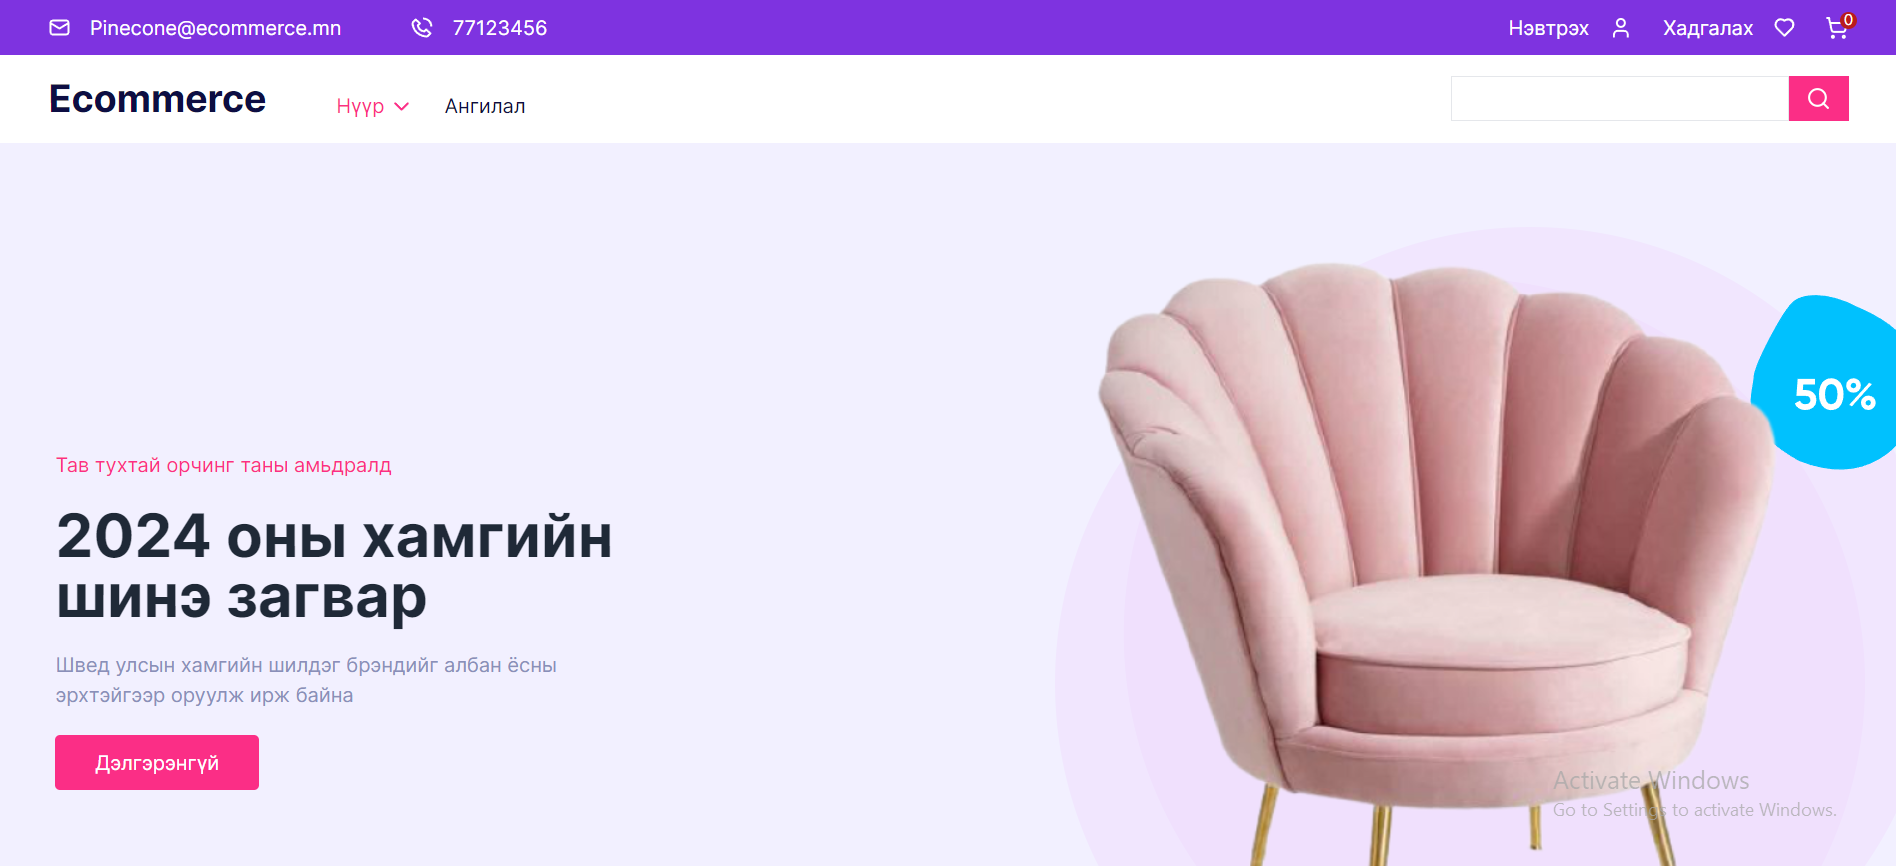 Pinecone@ecommerce.mn
77123456
Нэвтрэх
Хадгалах
0
Ecommerce
Нүүр
Ангилал
50%
Тав тухтай орчинг таны амьдралд
2024 оны хамгийн
шинэ загвар
Швед улсын хамгийн шилдэг брэндийг албан ёсны
эрхтэйгээр оруулж ирж байна
Дэлгэрэнгүй
Activate Windows
Go to Settings to activate Windows.